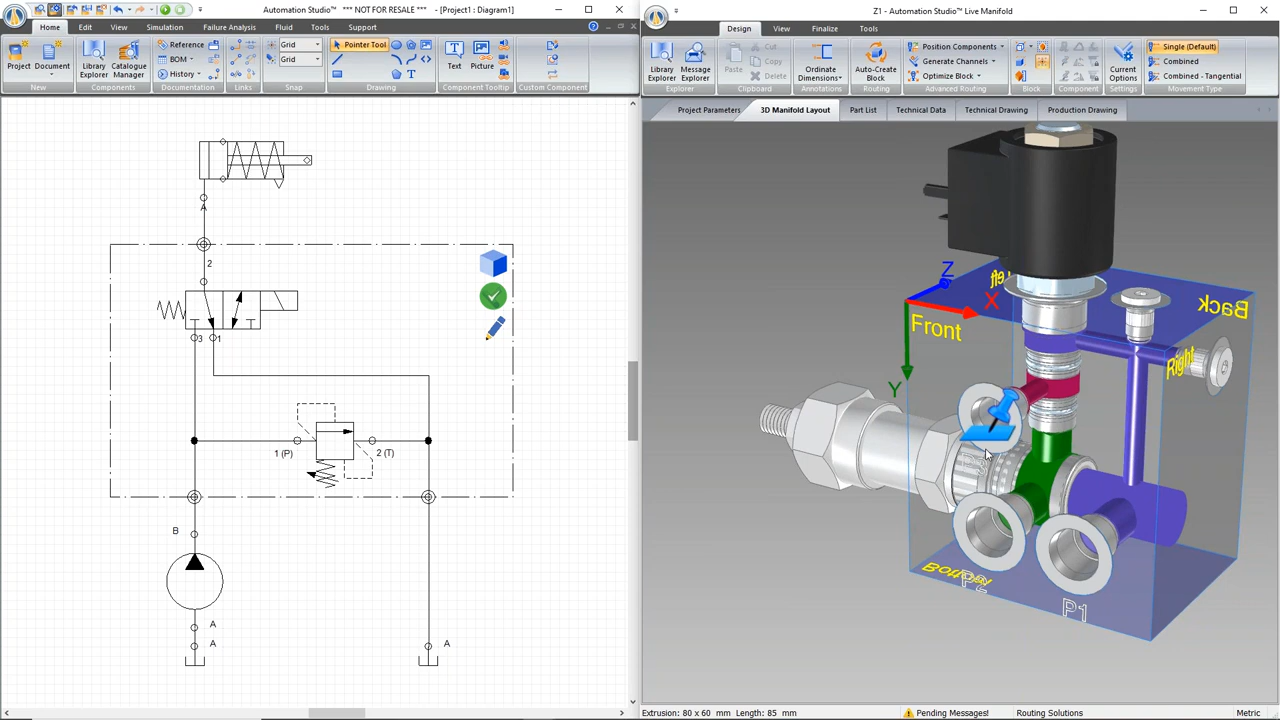 Automation Studio™ *** NOT FOR RESALE *** - [Project1 : Diagram1]
Home Edit View Simulation Failure Analysis Fluid Tools Support
Project Document
New
Library Explorer
Catalogue Manager
Components
Reference
BOM
History
Documentation
Links
Grid
Grid
Snap
Pointer Tool
Drawing
Text
Picture
Component Tooltip
Custom Component
A
2
3
1
1 (P)
2 (T)
B
A
A
A
Z1 - Automation Studio™ Live Manifold
Design View Finalize Tools
Library Explorer
Message Explorer
Explorer
Paste
Cut
Copy
Delete
Clipboard
Ordinate Dimensions
Annotations
Auto-Create Block
Routing
Position Components
Generate Channels
Optimize Block
Advanced Routing
Block
Component
Current Options
Settings
Single (Default)
Combined
Combined - Tangential
Movement Type
Project Parameters 3D Manifold Layout Part List Technical Data Technical Drawing Production Drawing
Z
X
Y
Front
Back
Right
Bottom
P2
P1
Extrusion: 80 x 60 mm Length: 85 mm
Pending Messages!
Routing Solutions
Metric